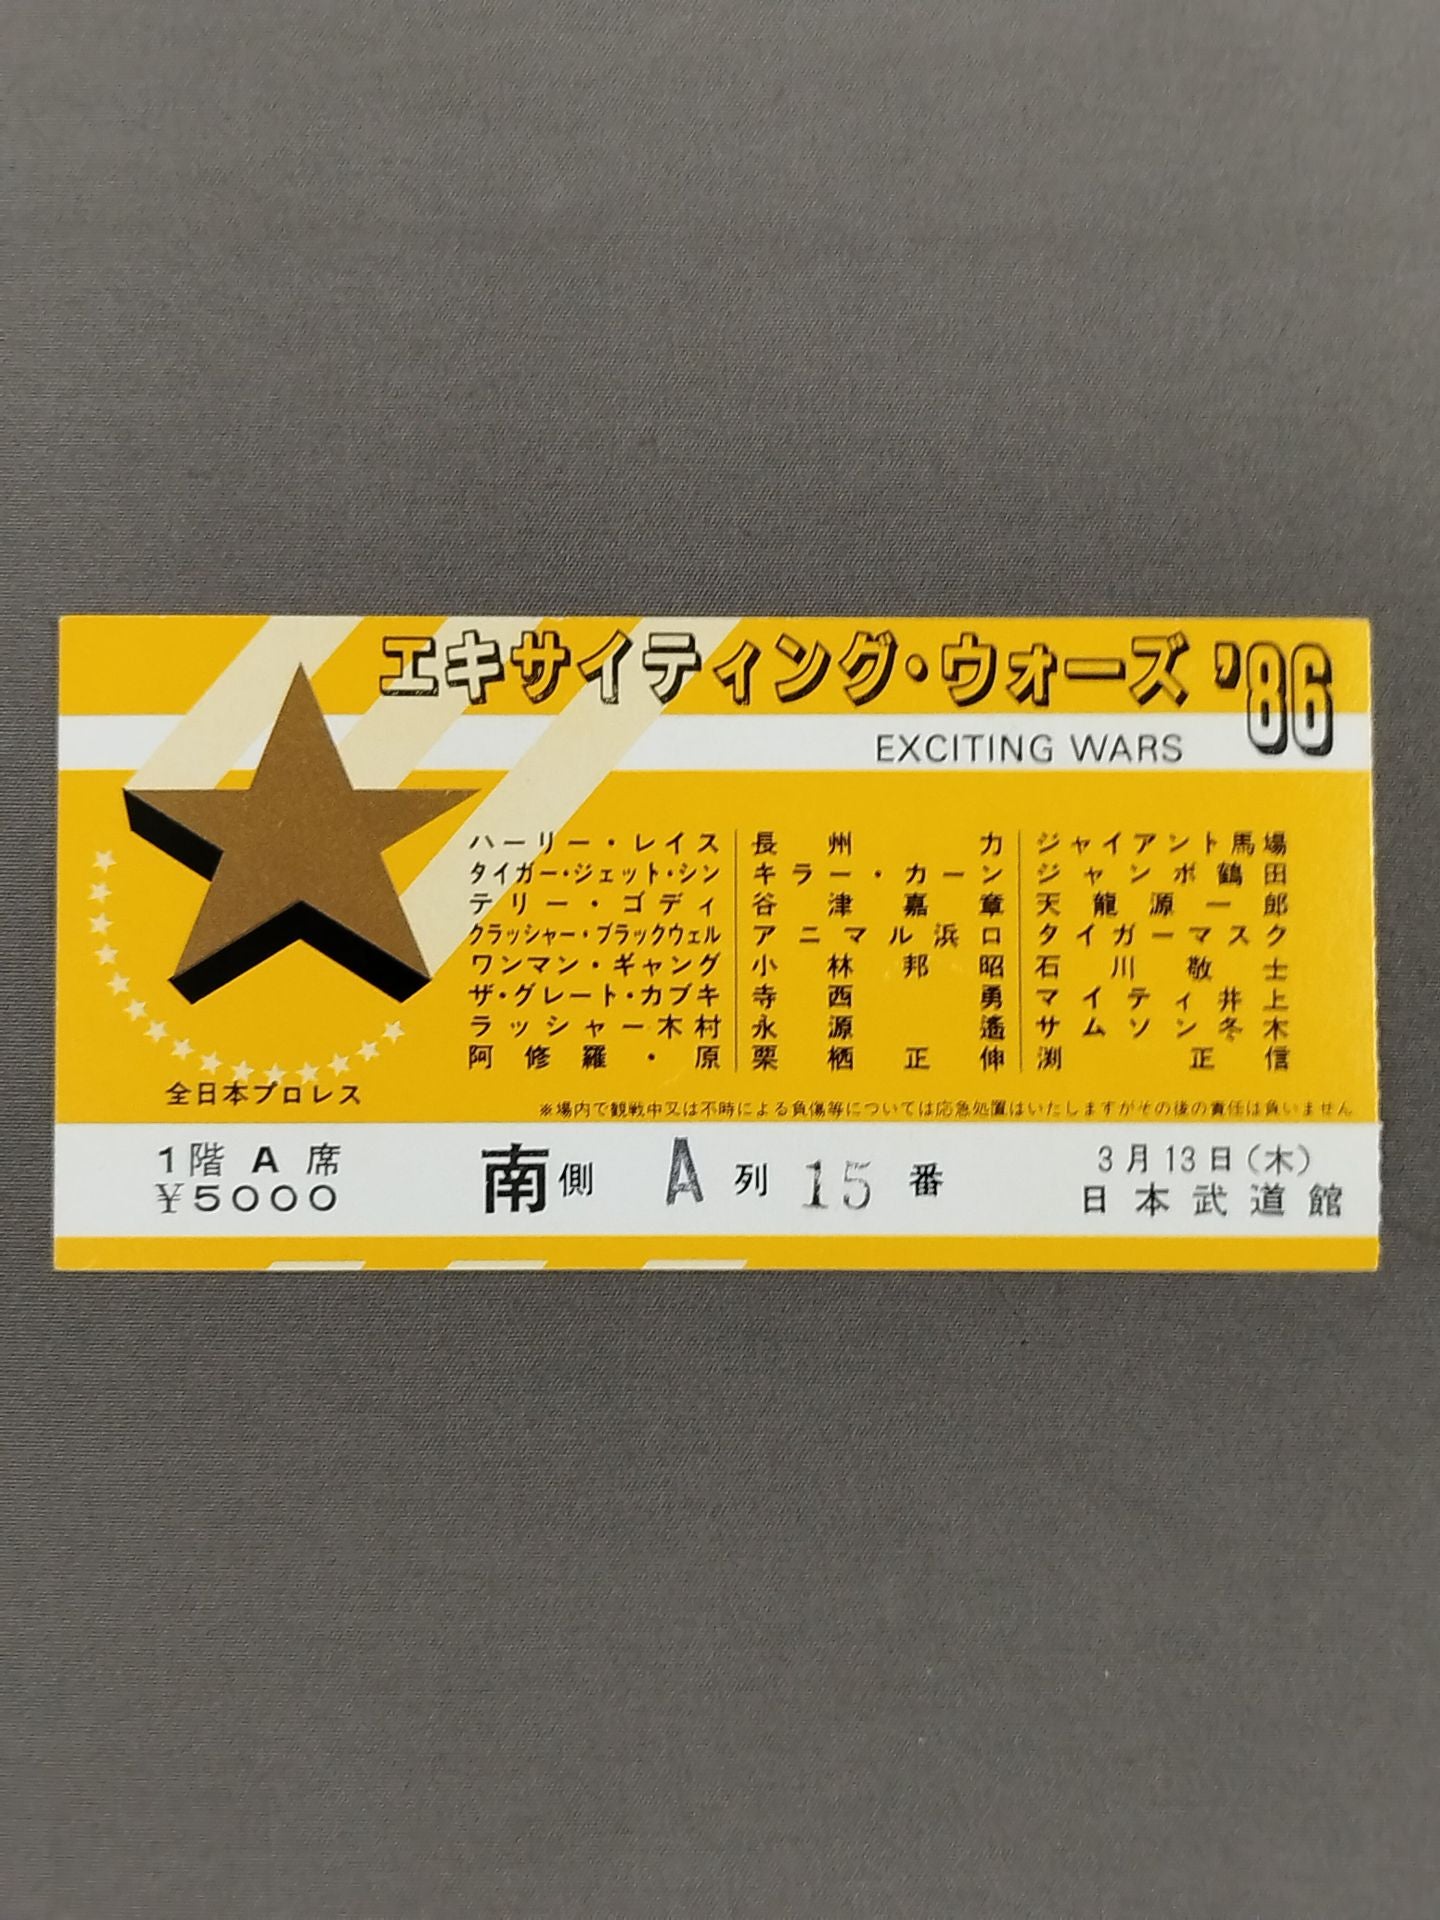 エキサイティング・ウォーズ '86
EXCITING WARS
ハーリー・レイス
タイガー・ジェット・シン
テリー・ゴディ
クラッシャー・ブラックウェル
ワンマン・ギャング
ザ・グレート・カブキ
ラッシャー木村
阿修羅・原
長州力
キラー・カーン
谷津嘉章
アニマル浜口
小林邦昭
寺西勇
永源遙
栗栖正伸
ジャイアント馬場
ジャンボ鶴田
天龍源一郎
タイガーマスク
石川敬士
マイティ井上
サムソン冬木
渕正信
全日本プロレス
※場内で観戦中又は不時による負傷等については応急処置はいたしますがその後の責任は負いません
1階 A 席
¥5000
南側 A 列 15 番
3月13日(木)
日本武道館